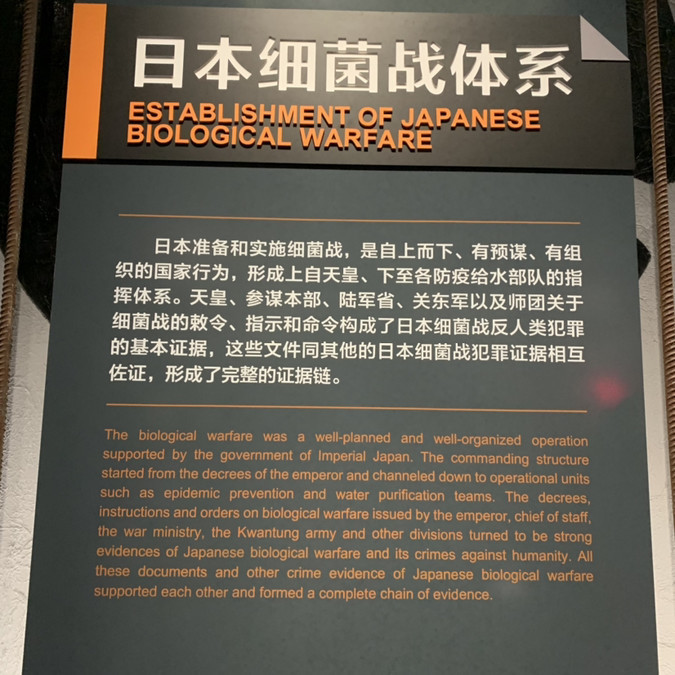 日本细菌战体系
ESTABLISHMENT OF JAPANESE
BIOLOGICAL WARFARE
日本准备和实施细菌战，是自上而下、有预谋、有组
织的国家行为，形成上自天皇、下至各防疫给水部队的指
挥体系。天皇、参谋本部、陆军省、关东军以及师团关于
细菌战的敕令、指示和命令构成了日本细菌战反人类犯罪
的基本证据，这些文件同其他的日本细菌战犯罪证据相互
佐证，形成了完整的证据链。
The biological warfare was a well-planned and well-organized operation
supported by the government of Imperial Japan. The commanding structure
started from the decrees of the emperor and channeled down to operational units
such as epidemic prevention and water purification teams. The decrees,
instructions and orders on biological warfare issued by the emperor, chief of staff,
the war ministry, the Kwantung army and other divisions turned to be strong
evidences of Japanese biological warfare and its crimes against humanity. All
these documents and other crime evidence of Japanese biological warfare
supported each other and formed a complete chain of evidence.